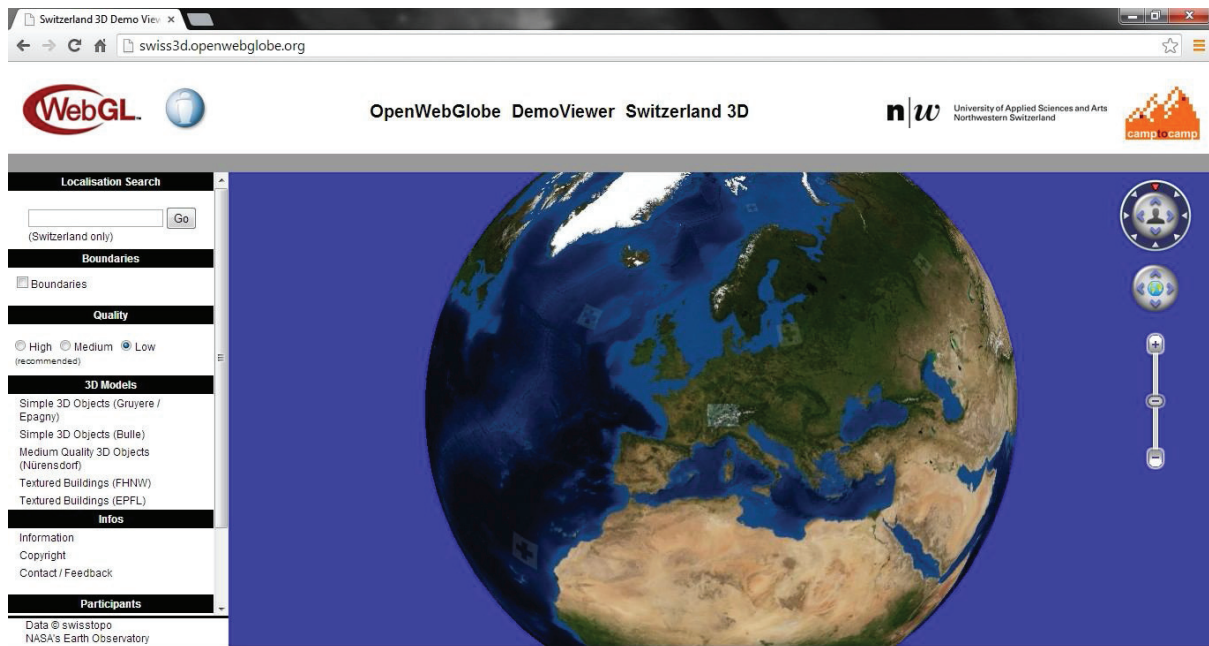 Switzerland 3D Demo View
swiss3d.openwebglobe.org
WebGL
OpenWebGlobe DemoViewer Switzerland 3D
n|w
University of Applied Sciences and Arts
Northwestern Switzerland
camptocamp
Localisation Search
Go
(Switzerland only)
Boundaries
Boundaries
Quality
High Medium Low
(recommended)
3D Models
Simple 3D Objects (Gruyere /
Epagny)
Simple 3D Objects (Bulle)
Medium Quality 3D Objects
(Nürensdorf)
Textured Buildings (FHNW)
Textured Buildings (EPFL)
Infos
Information
Copyright
Contact / Feedback
Participants
Data © swisstopo
NASA's Earth Observatory